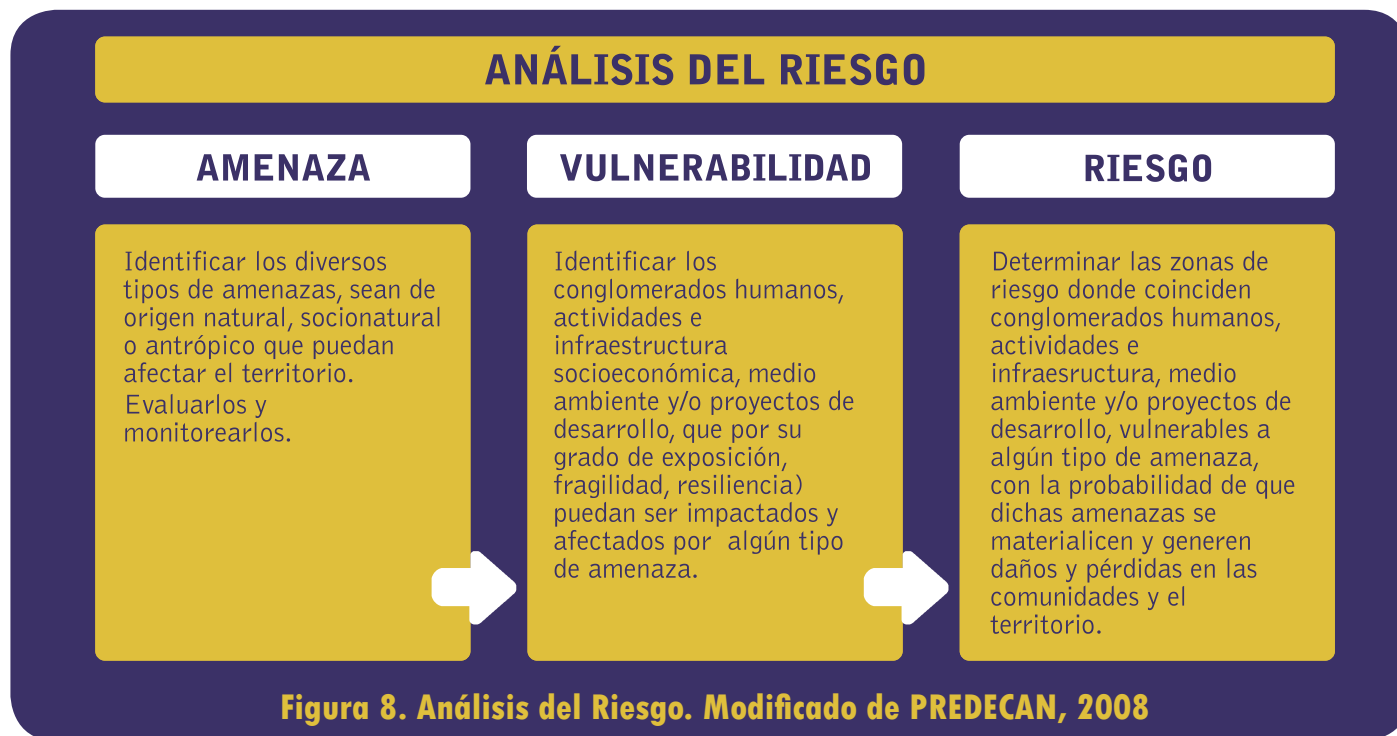 ANÁLISIS DEL RIESGO
AMENAZA
Identificar los diversos
tipos de amenazas, sean de
origen natural, socionatural
o antrópico que puedan
afectar el territorio.
Evaluarlos y
monitorearlos.
VULNERABILIDAD
Identificar los
conglomerados humanos,
actividades e
infraestructura
socioeconómica, medio
ambiente y/o proyectos de
desarrollo, que por su
grado de exposición,
fragilidad, resiliencia)
puedan ser impactados y
afectados por algún tipo
de amenaza.
RIESGO
Determinar las zonas de
riesgo donde coinciden
conglomerados humanos,
actividades e
infraesructura, medio
ambiente y/o proyectos de
desarrollo, vulnerables a
algún tipo de amenaza,
con la probabilidad de que
dichas amenazas se
materialicen y generen
daños y pérdidas en las
comunidades y el
territorio.
Figura 8. Análisis del Riesgo. Modificado de PREDECAN, 2008